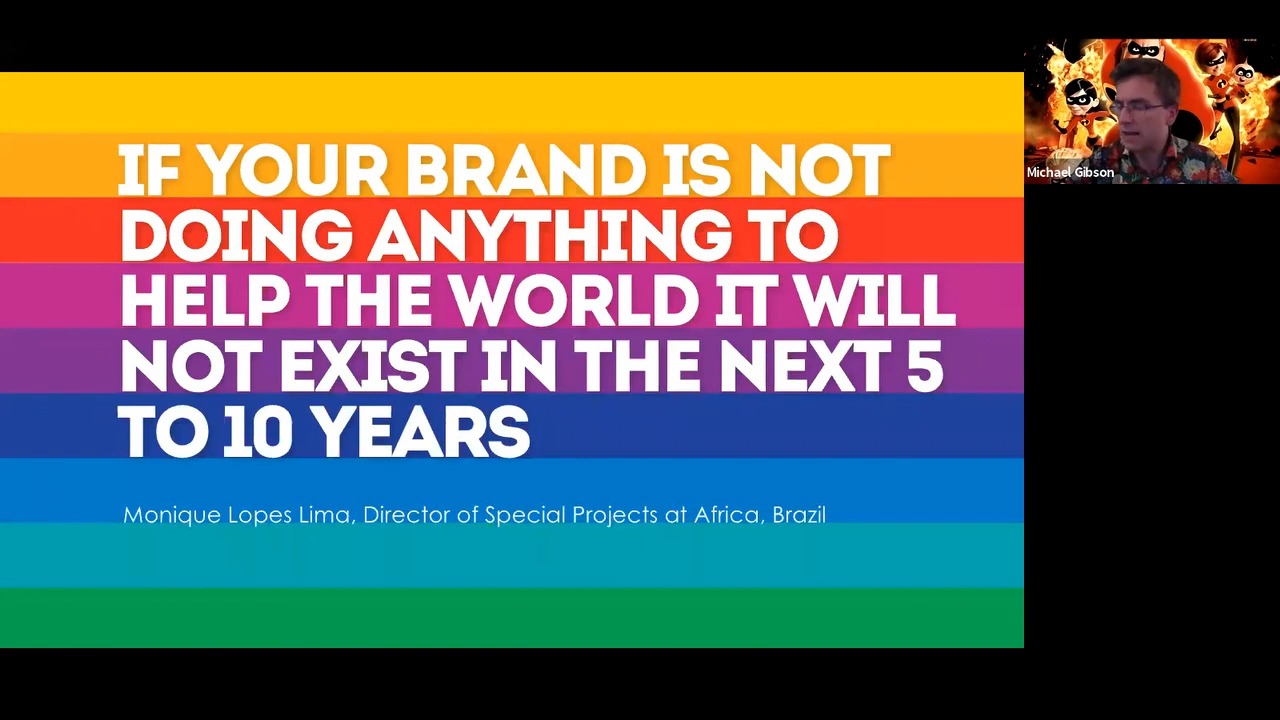 IF YOUR BRAND IS NOT
DOING ANYTHING TO
HELP THE WORLD IT WILL
NOT EXIST IN THE NEXT 5
TO 10 YEARS
Monique Lopes Lima, Director of Special Projects at Africa, Brazil
Michael Gibson